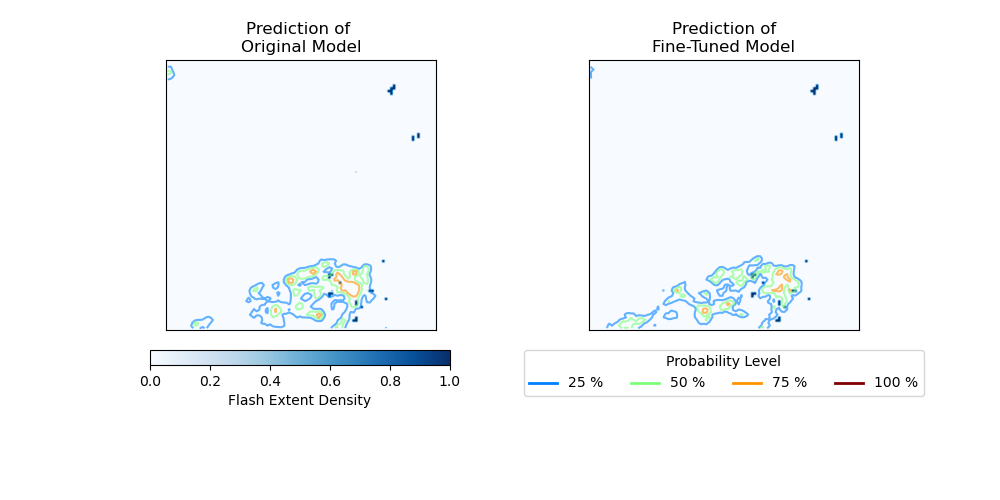 Prediction of
Original Model
Prediction of
Fine-Tuned Model
0.0 0.2 0.4 0.6 0.8 1.0
Flash Extent Density
Probability Level
25 % 50 % 75 % 100 %